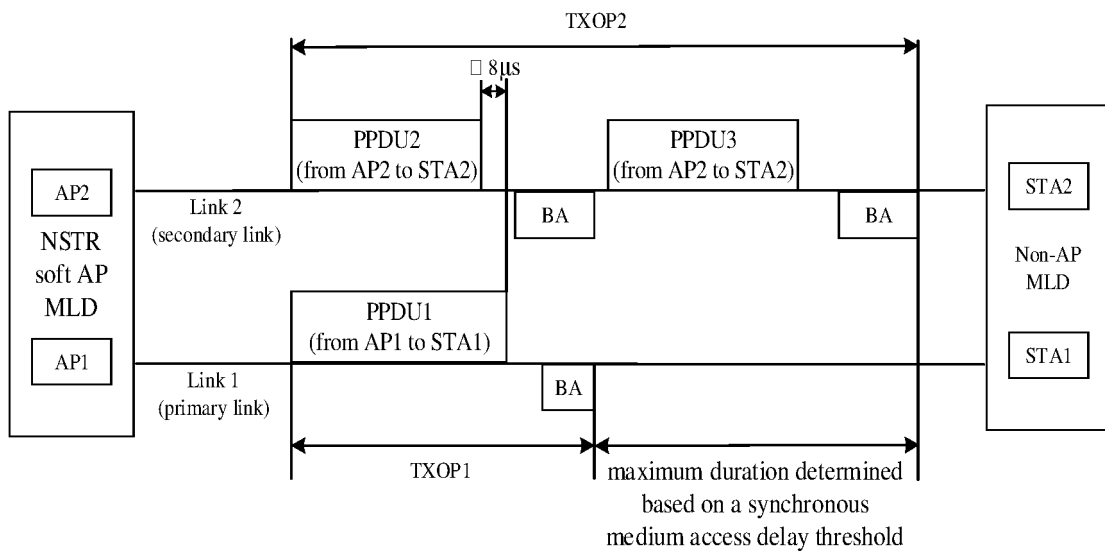 TXOP2
□ 8μs
PPDU2
(from AP2 to STA2)
PPDU3
(from AP2 to STA2)
AP2
Link 2
(secondary link)
BA
BA
STA2
NSTR
soft AP
MLD
Non-AP
MLD
PPDU1
(from AP1 to STA1)
AP1
Link 1
(primary link)
BA
STA1
TXOP1
maximum duration determined
based on a synchronous
medium access delay threshold